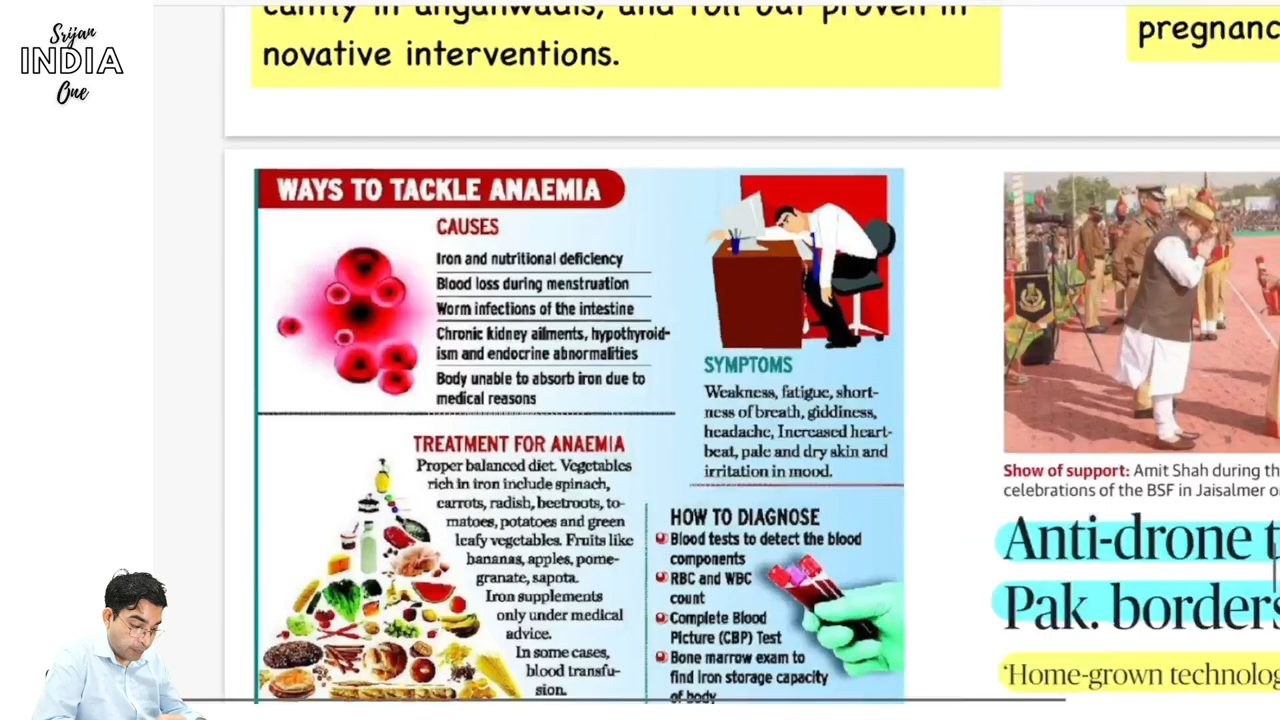 Srijan
INDIA
One
novative interventions.
WAYS TO TACKLE ANAEMIA
CAUSES
Iron and nutritional deficiency
Blood loss during menstruation
Worm infections of the intestine
Chronic kidney ailments, hypothyroid-
ism and endocrine abnormalities
Body unable to absorb iron due to
medical reasons
SYMPTOMS
Weakness, fatigue, short-
ness of breath, giddiness,
headache, Increased heart-
beat, pale and dry skin and
irritation in mood.
TREATMENT FOR ANAEMIA
Proper balanced diet. Vegetables
rich in iron include spinach,
carrots, radish, beetroots, to-
matoes, potatoes and green
leafy vegetables. Fruits like
bananas, apples, pome-
granate, sapota.
Iron supplements
only under medical
advice.
In some cases,
blood transfu-
sion.
HOW TO DIAGNOSE
Blood tests to detect the blood
components
RBC and WBC
count
Complete Blood
Picture (CBP) Test
Bone marrow exam to
find iron storage capacity
of body
pregnanc
Show of support: Amit Shah during th
celebrations of the BSF in Jaisalmer o
Anti-drone t
Pak. borders
‘Home-grown technolog